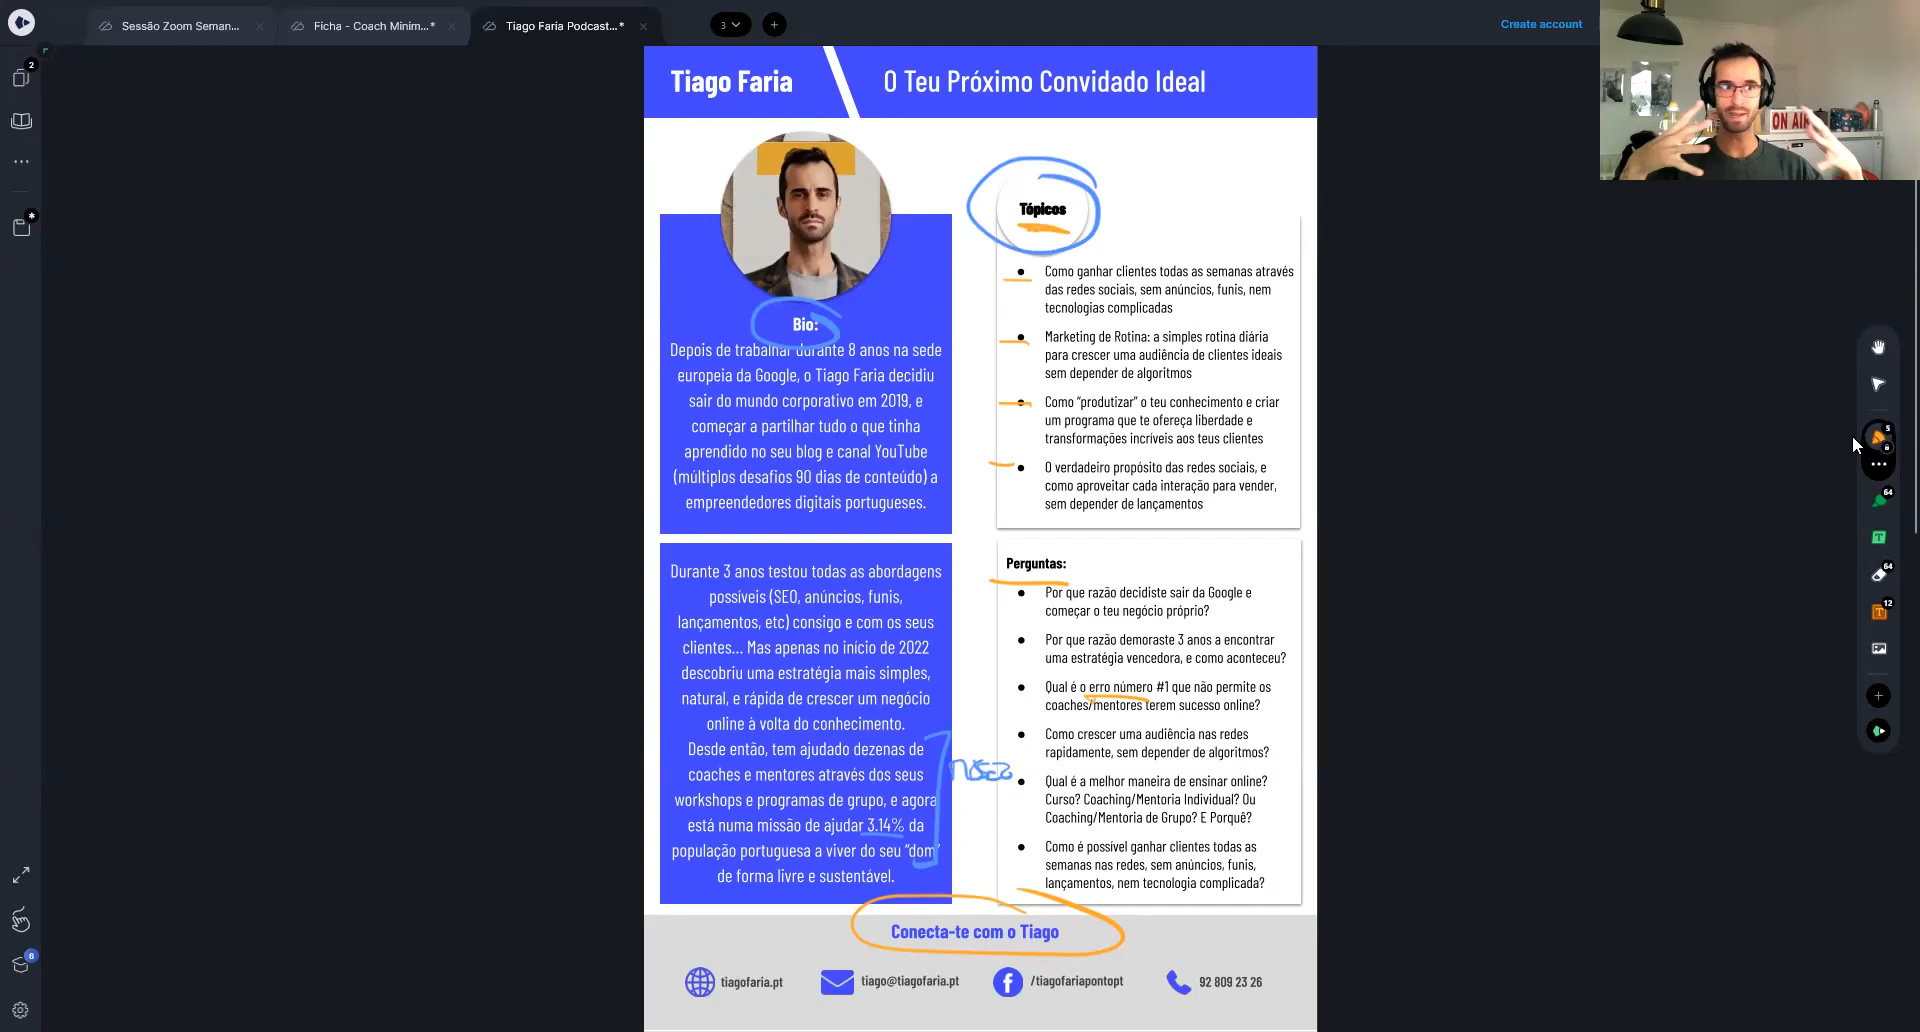 Sessão Zoom Seman...
Ficha - Coach Minim...*
Tiago Faria Podcast...*
3
Create account
2
Tiago Faria
O Teu Próximo Convidado Ideal
ON AIR
Bio:
Depois de trabalhar durante 8 anos na sede
europeia da Google, o Tiago Faria decidiu
sair do mundo corporativo em 2019, e
começar a partilhar tudo o que tinha
aprendido no seu blog e canal YouTube
(múltiplos desafios 90 dias de conteúdo) a
empreendedores digitais portugueses.
Durante 3 anos testou todas as abordagens
possíveis (SEO, anúncios, funis,
lançamentos, etc) consigo e com os seus
clientes... Mas apenas no início de 2022
descobriu uma estratégia mais simples,
natural, e rápida de crescer um negócio
online à volta do conhecimento.
Desde então, tem ajudado dezenas de
coaches e mentores através dos seus
workshops e programas de grupo, e agora
está numa missão de ajudar 3.14% da
população portuguesa a viver do seu "dom"
de forma livre e sustentável.
Tópicos
● Como ganhar clientes todas as semanas através
das redes sociais, sem anúncios, funis, nem
tecnologias complicadas
● Marketing de Rotina: a simples rotina diária
para crescer uma audiência de clientes ideais
sem depender de algoritmos
● Como "produtizar" o teu conhecimento e criar
um programa que te ofereça liberdade e
transformações incríveis aos teus clientes
● O verdadeiro propósito das redes sociais, e
como aproveitar cada interação para vender,
sem depender de lançamentos
Perguntas:
● Por que razão decidiste sair da Google e
começar o teu negócio próprio?
● Por que razão demoraste 3 anos a encontrar
uma estratégia vencedora, e como aconteceu?
● Qual é o erro número #1 que não permite os
coaches/mentores terem sucesso online?
● Como crescer uma audiência nas redes
rapidamente, sem depender de algoritmos?
● Qual é a melhor maneira de ensinar online?
Curso? Coaching/Mentoria Individual? Ou
Coaching/Mentoria de Grupo? E Porquê?
● Como é possível ganhar clientes todas as
semanas nas redes, sem anúncios, funis,
lançamentos, nem tecnologia complicada?
Conecta-te com o Tiago
tiagofaria.pt
tiago@tiagofaria.pt
/tiagofariapontopt
92 809 23 26
5
64
T
64
12
T
6